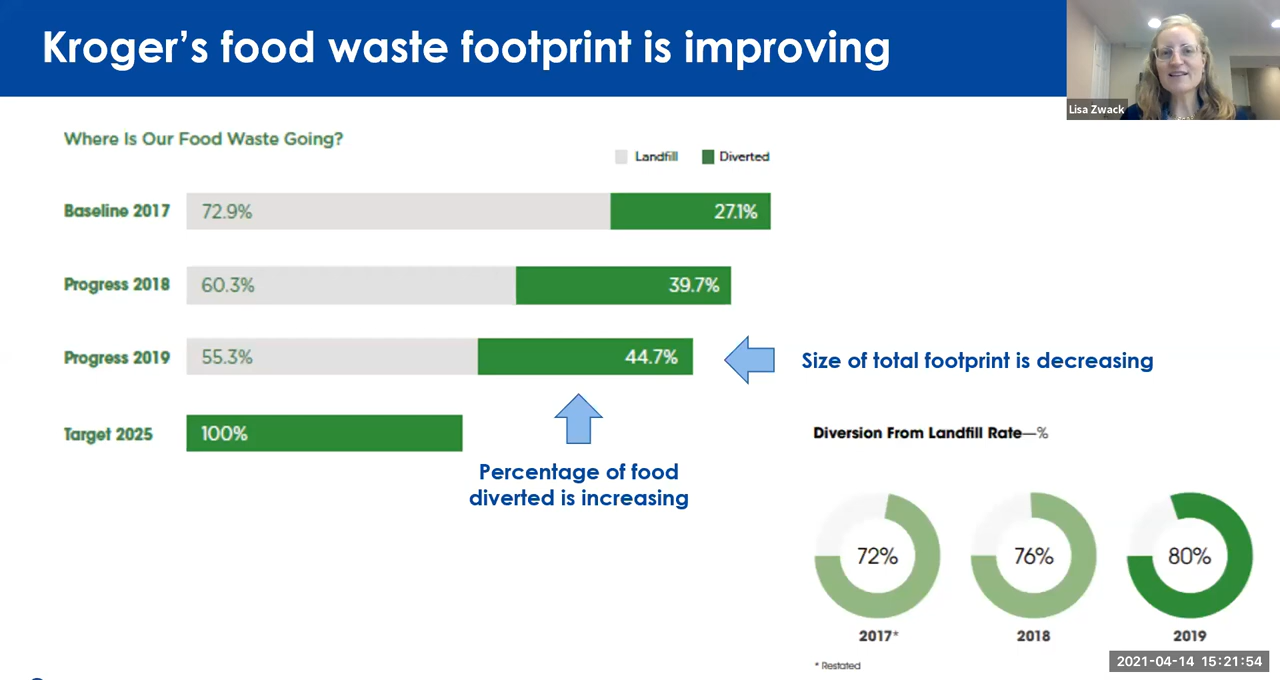 Kroger's food waste footprint is improving
Lisa Zwack
Where Is Our Food Waste Going?
Landfill Diverted
Baseline 2017 72.9% 27.1%
Progress 2018 60.3% 39.7%
Progress 2019 55.3% 44.7%
Size of total footprint is decreasing
Target 2025 100%
Percentage of food
diverted is increasing
Diversion From Landfill Rate—%
72% 76% 80%
2017* 2018 2019
* Restated
2021-04-14 15:21:54